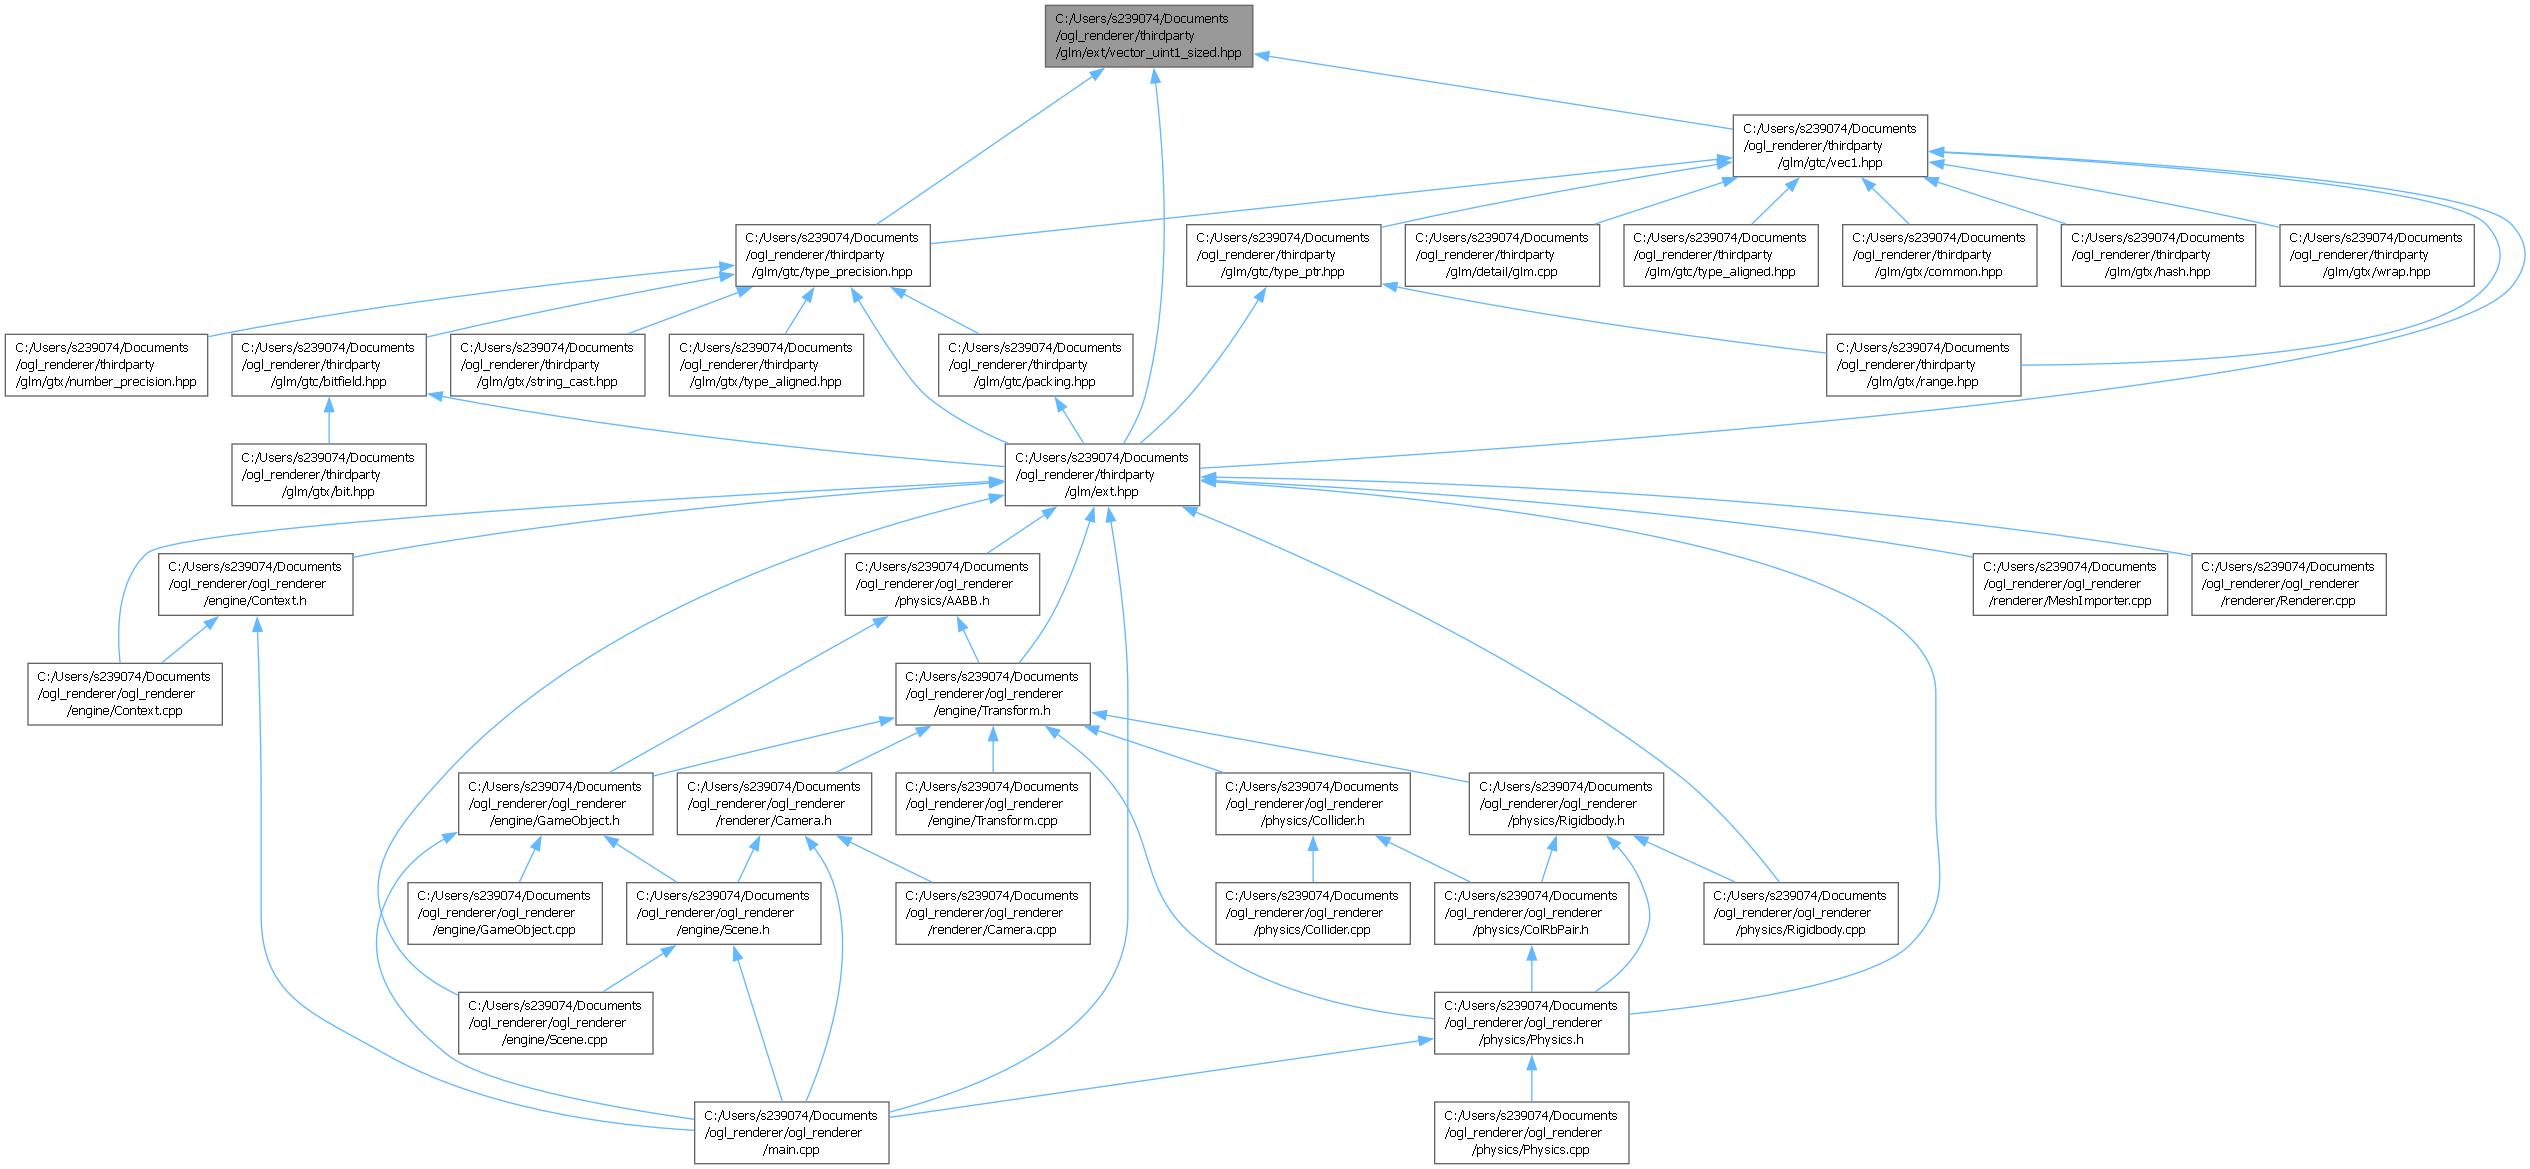 C:/Users/s239074/Documents
/ogl_renderer/thirdparty
/glm/ext/vector_uint1_sized.hpp
C:/Users/s239074/Documents
/ogl_renderer/thirdparty
/glm/gtc/vec1.hpp
C:/Users/s239074/Documents
/ogl_renderer/thirdparty
/glm/gtc/type_precision.hpp
C:/Users/s239074/Documents
/ogl_renderer/thirdparty
/glm/gtc/type_ptr.hpp
C:/Users/s239074/Documents
/ogl_renderer/thirdparty
/glm/detail/glm.cpp
C:/Users/s239074/Documents
/ogl_renderer/thirdparty
/glm/gtc/type_aligned.hpp
C:/Users/s239074/Documents
/ogl_renderer/thirdparty
/glm/gtx/common.hpp
C:/Users/s239074/Documents
/ogl_renderer/thirdparty
/glm/gtx/hash.hpp
C:/Users/s239074/Documents
/ogl_renderer/thirdparty
/glm/gtx/wrap.hpp
C:/Users/s239074/Documents
/ogl_renderer/thirdparty
/glm/gtx/number_precision.hpp
C:/Users/s239074/Documents
/ogl_renderer/thirdparty
/glm/gtc/bitfield.hpp
C:/Users/s239074/Documents
/ogl_renderer/thirdparty
/glm/gtx/string_cast.hpp
C:/Users/s239074/Documents
/ogl_renderer/thirdparty
/glm/gtx/type_aligned.hpp
C:/Users/s239074/Documents
/ogl_renderer/thirdparty
/glm/gtc/packing.hpp
C:/Users/s239074/Documents
/ogl_renderer/thirdparty
/glm/gtx/range.hpp
C:/Users/s239074/Documents
/ogl_renderer/thirdparty
/glm/gtx/bit.hpp
C:/Users/s239074/Documents
/ogl_renderer/thirdparty
/glm/ext.hpp
C:/Users/s239074/Documents
/ogl_renderer/ogl_renderer
/engine/Context.h
C:/Users/s239074/Documents
/ogl_renderer/ogl_renderer
/physics/AABB.h
C:/Users/s239074/Documents
/ogl_renderer/ogl_renderer
/renderer/MeshImporter.cpp
C:/Users/s239074/Documents
/ogl_renderer/ogl_renderer
/renderer/Renderer.cpp
C:/Users/s239074/Documents
/ogl_renderer/ogl_renderer
/engine/Context.cpp
C:/Users/s239074/Documents
/ogl_renderer/ogl_renderer
/engine/Transform.h
C:/Users/s239074/Documents
/ogl_renderer/ogl_renderer
/engine/GameObject.h
C:/Users/s239074/Documents
/ogl_renderer/ogl_renderer
/renderer/Camera.h
C:/Users/s239074/Documents
/ogl_renderer/ogl_renderer
/engine/Transform.cpp
C:/Users/s239074/Documents
/ogl_renderer/ogl_renderer
/physics/Collider.h
C:/Users/s239074/Documents
/ogl_renderer/ogl_renderer
/physics/Rigidbody.h
C:/Users/s239074/Documents
/ogl_renderer/ogl_renderer
/engine/GameObject.cpp
C:/Users/s239074/Documents
/ogl_renderer/ogl_renderer
/engine/Scene.h
C:/Users/s239074/Documents
/ogl_renderer/ogl_renderer
/renderer/Camera.cpp
C:/Users/s239074/Documents
/ogl_renderer/ogl_renderer
/physics/Collider.cpp
C:/Users/s239074/Documents
/ogl_renderer/ogl_renderer
/physics/ColRbPair.h
C:/Users/s239074/Documents
/ogl_renderer/ogl_renderer
/physics/Rigidbody.cpp
C:/Users/s239074/Documents
/ogl_renderer/ogl_renderer
/engine/Scene.cpp
C:/Users/s239074/Documents
/ogl_renderer/ogl_renderer
/physics/Physics.h
C:/Users/s239074/Documents
/ogl_renderer/ogl_renderer
/main.cpp
C:/Users/s239074/Documents
/ogl_renderer/ogl_renderer
/physics/Physics.cpp